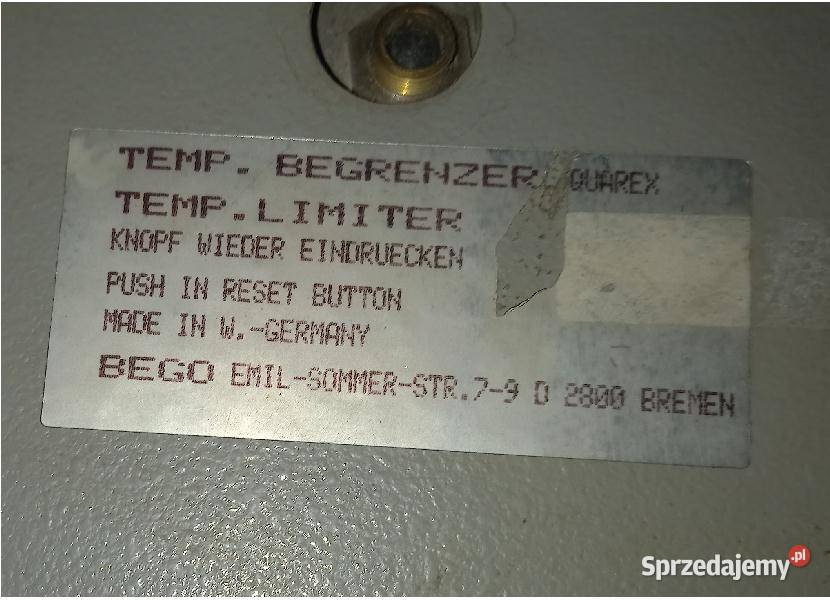 TEMP. BEGRENZER QUAREX
TEMP.LIMITER
KNOPF WIEDER EINDRUECKEN
PUSH IN RESET BUTTON
MADE IN W.-GERMANY
BEGO EMIL-SOMMER-STR.7-9 D 2800 BREMEN
Sprzedajemy.pl